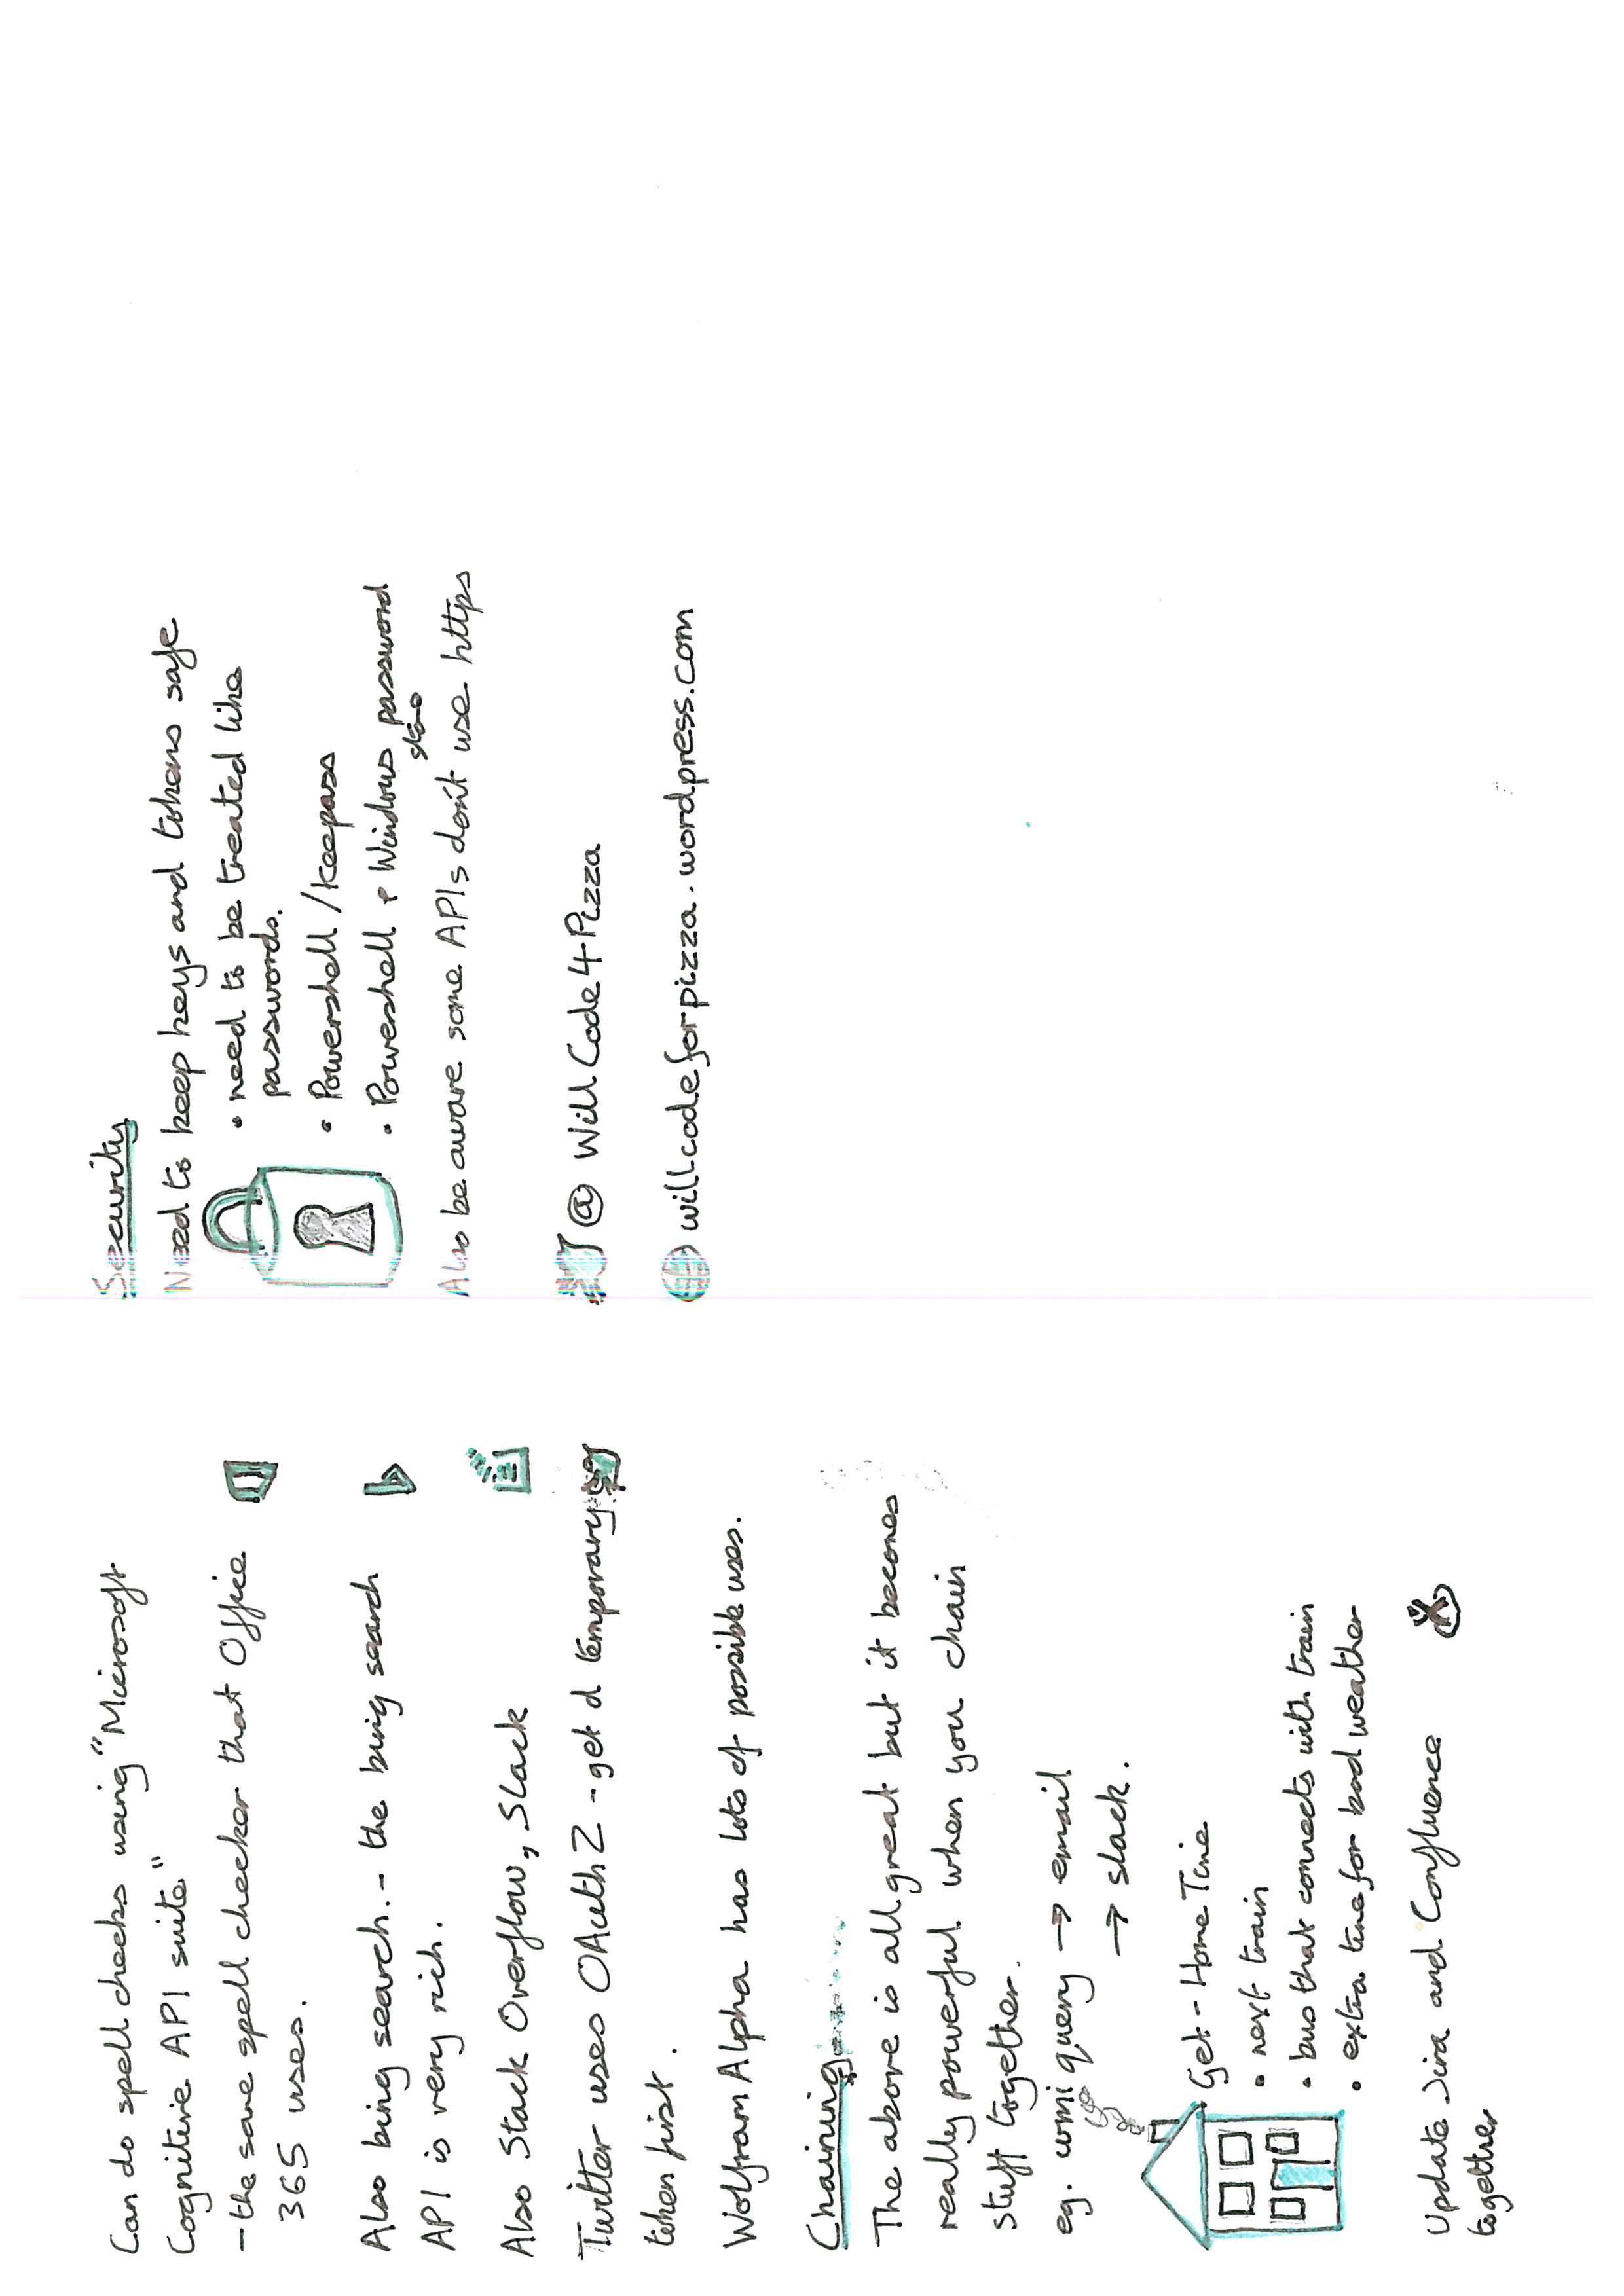 Can do spell checks using "Microsoft
Cognitive API suite"
- the same spell checker that Office
365 uses.
Also bing search. - the bing search
API is very rich.
Also Stack Overflow, Slack
Twitter uses OAuth 2 - get a temporary
token first.
Wolfram Alpha has lots of possible uses.
Chaining
The above is all great but it becomes
really powerful when you chain
stuff together.
eg. wmi query → email
→ slack.
Get - Home Time
• next train
• bus that connects with train
• extra time for bad weather
Update Jira and Confluence
together
Security
Need to keep keys and tokens safe
• need to be treated like
passwords.
• Powershell / Keepass
• Poweshell & Windows password
store
Also be aware some APIs don't use https
@ WillCode4Pizza
willcodeforpizza.wordpress.com